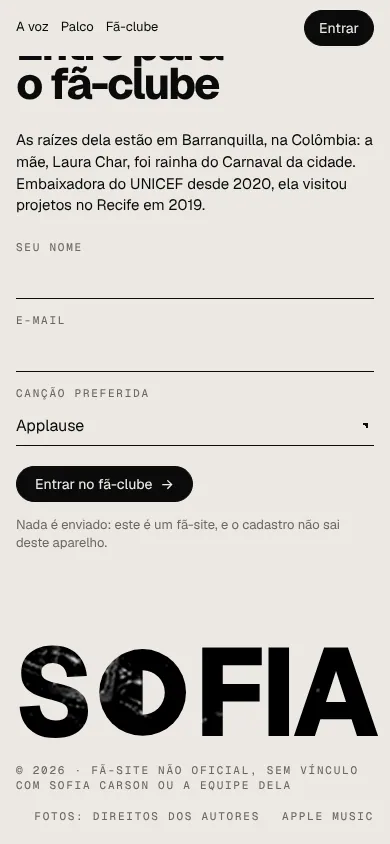 A voz Palco Fã-clube Entrar
Entre para
o fã-clube
As raízes dela estão em Barranquilla, na Colômbia: a
mãe, Laura Char, foi rainha do Carnaval da cidade.
Embaixadora do UNICEF desde 2020, ela visitou
projetos no Recife em 2019.
SEU NOME
E-MAIL
CANÇÃO PREFERIDA
Applause
Entrar no fã-clube →
Nada é enviado: este é um fã-site, e o cadastro não sai
deste aparelho.
SOFIA
© 2026 · FÃ-SITE NÃO OFICIAL, SEM VÍNCULO
COM SOFIA CARSON OU A EQUIPE DELA
FOTOS: DIREITOS DOS AUTORES APPLE MUSIC